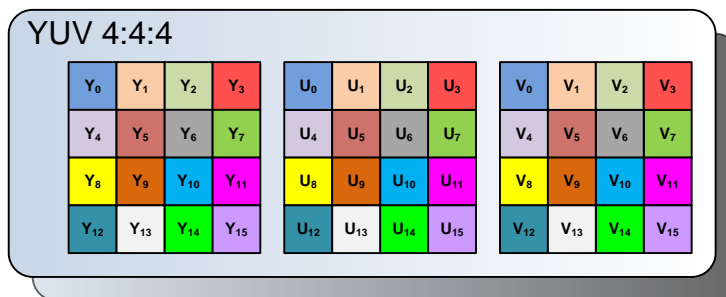 YUV 4:4:4
Y₀ Y₁ Y₂ Y₃ U₀ U₁ U₂ U₃ V₀ V₁ V₂ V₃
Y₄ Y₅ Y₆ Y₇ U₄ U₅ U₆ U₇ V₄ V₅ V₆ V₇
Y₈ Y₉ Y₁₀ Y₁₁ U₈ U₉ U₁₀ U₁₁ V₈ V₉ V₁₀ V₁₁
Y₁₂ Y₁₃ Y₁₄ Y₁₅ U₁₂ U₁₃ U₁₄ U₁₅ V₁₂ V₁₃ V₁₄ V₁₅